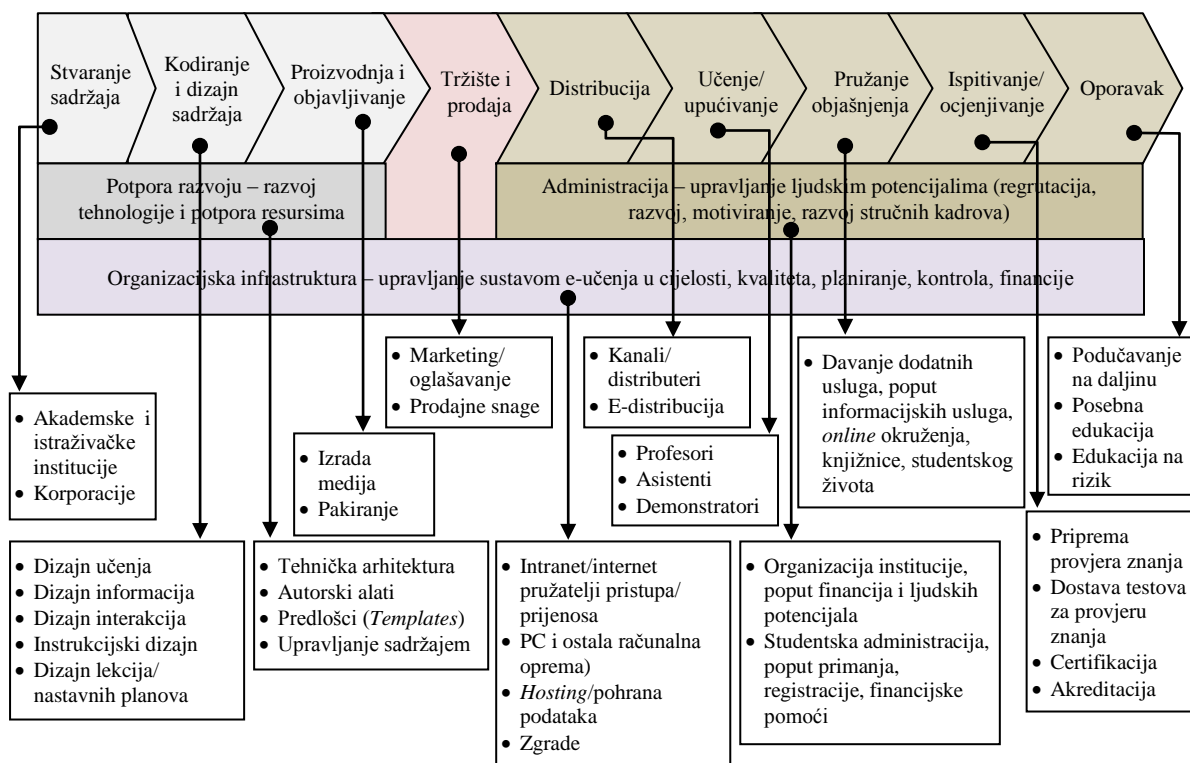 Stvaranje
sadržaja
Kodiranje
i dizajn
sadržaja
Proizvodnja i
objavljivanje
Tržište i
prodaja
Distribucija
Učenje/
upućivanje
Pružanje
objašnjenja
Ispitivanje/
ocjenjivanje
Oporavak
Potpora razvoju – razvoj
tehnologije i potpora resursima
Administracija – upravljanje ljudskim potencijalima (regrutacija,
razvoj, motiviranje, razvoj stručnih kadrova)
Organizacijska infrastruktura – upravljanje sustavom e-učenja u cijelosti, kvaliteta, planiranje, kontrola, financije
• Akademske i
istraživačke
institucije
• Korporacije
• Izrada
medija
• Pakiranje
• Marketing/
oglašavanje
• Prodajne snage
• Kanali/
distributeri
• E-distribucija
• Profesori
• Asistenti
• Demonstratori
• Davanje dodatnih
usluga, poput
informacijskih usluga,
online okruženja,
knjižnice, studentskog
života
• Podučavanje
na daljinu
• Posebna
edukacija
• Edukacija na
rizik
• Dizajn učenja
• Dizajn informacija
• Dizajn interakcija
• Instrukcijski dizajn
• Dizajn lekcija/
nastavnih planova
• Tehnička arhitektura
• Autorski alati
• Predlošci (Templates)
• Upravljanje sadržajem
• Intranet/internet
pružatelji pristupa/
prijenosa
• PC i ostala računalna
oprema)
• Hosting/pohrana
podataka
• Zgrade
• Organizacija institucije,
poput financija i ljudskih
potencijala
• Studentska administracija,
poput primanja,
registracije, financijske
pomoći
• Priprema
provjera znanja
• Dostava testova
za provjeru
znanja
• Certifikacija
• Akreditacija